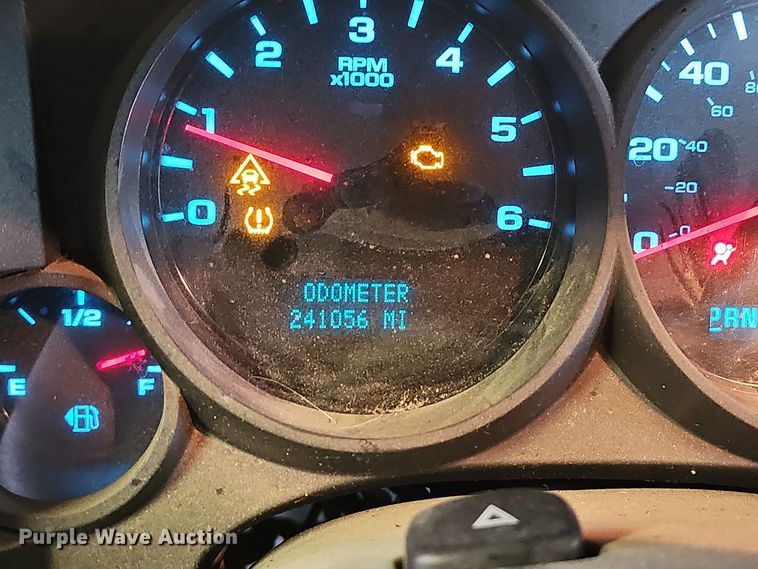 0 1 2 3 4 5 6
RPM
x1000
ODOMETER
241056 MI
E 1/2 F
0 20 40
0 20 40 60 80
PRN
Purple Wave Auction